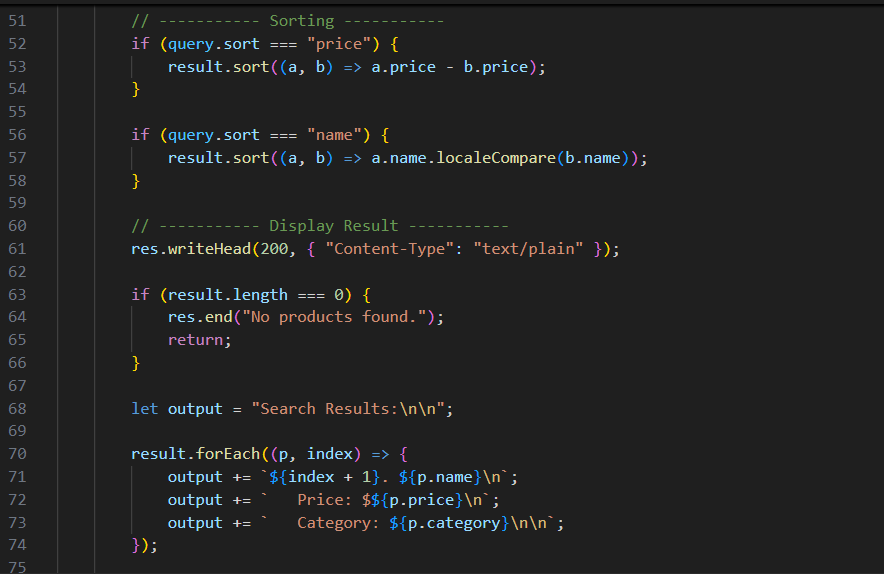 51 // ----------- Sorting -----------
52 if (query.sort === "price") {
53     result.sort((a, b) => a.price - b.price);
54 }
55
56 if (query.sort === "name") {
57     result.sort((a, b) => a.name.localeCompare(b.name));
58 }
59
60 // ----------- Display Result -----------
61 res.writeHead(200, { "Content-Type": "text/plain" });
62
63 if (result.length === 0) {
64     res.end("No products found.");
65     return;
66 }
67
68 let output = "Search Results:\n\n";
69
70 result.forEach((p, index) => {
71     output += `${index + 1}. ${p.name}\n`;
72     output += `   Price: $${p.price}\n`;
73     output += `   Category: ${p.category}\n\n`;
74 });
75